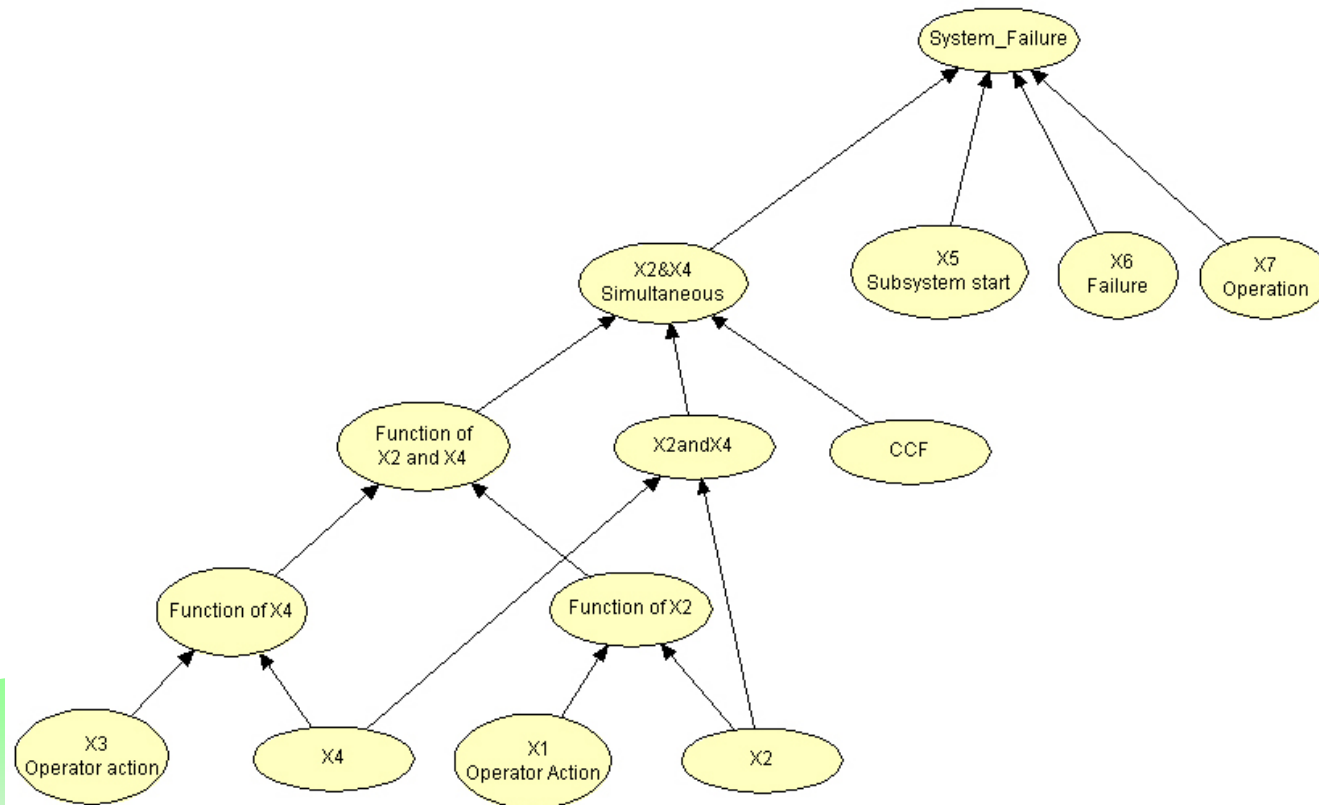 System_Failure
X2&X4
Simultaneous
X5
Subsystem start
X6
Failure
X7
Operation
Function of
X2 and X4
X2andX4
CCF
Function of X4
Function of X2
X3
Operator action
X4
X1
Operator Action
X2